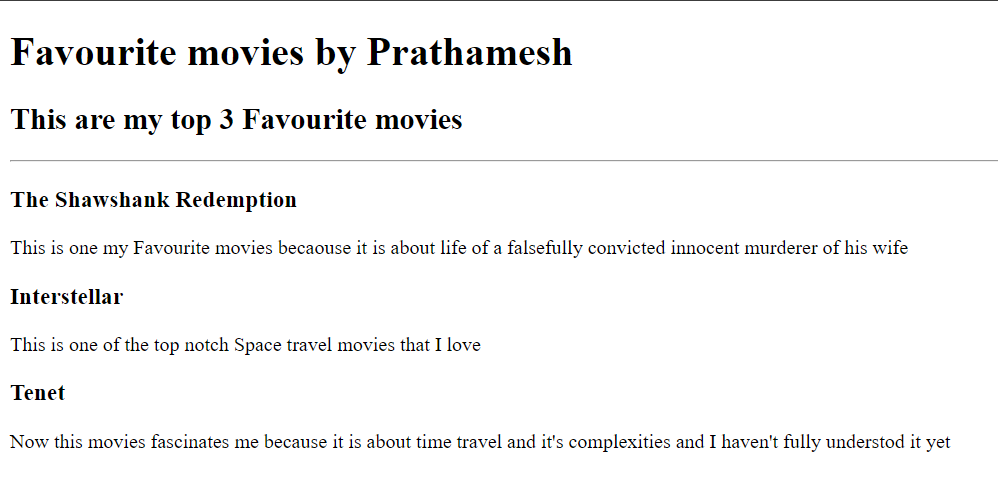 Favourite movies by Prathamesh
This are my top 3 Favourite movies
The Shawshank Redemption
This is one my Favourite movies becaouse it is about life of a falsefully convicted innocent murderer of his wife
Interstellar
This is one of the top notch Space travel movies that I love
Tenet
Now this movies fascinates me because it is about time travel and it's complexities and I haven't fully understod it yet